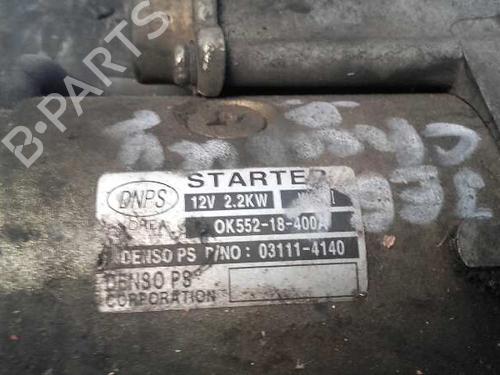 B-PARTS
STARTER
DNPS
12V 2.2KW
OK552-18-400A
DENSO PS P/NO : 03111-4140
DENSO PS
CORPORATION